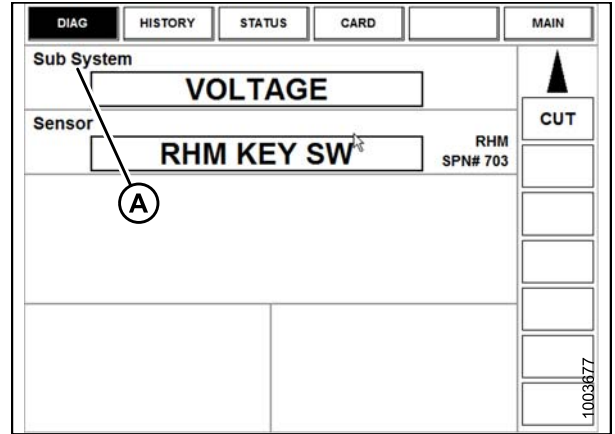 DIAG HISTORY STATUS CARD MAIN
Sub System
VOLTAGE
CUT
Sensor
RHM KEY SW
RHM
SPN# 703
A
1003677